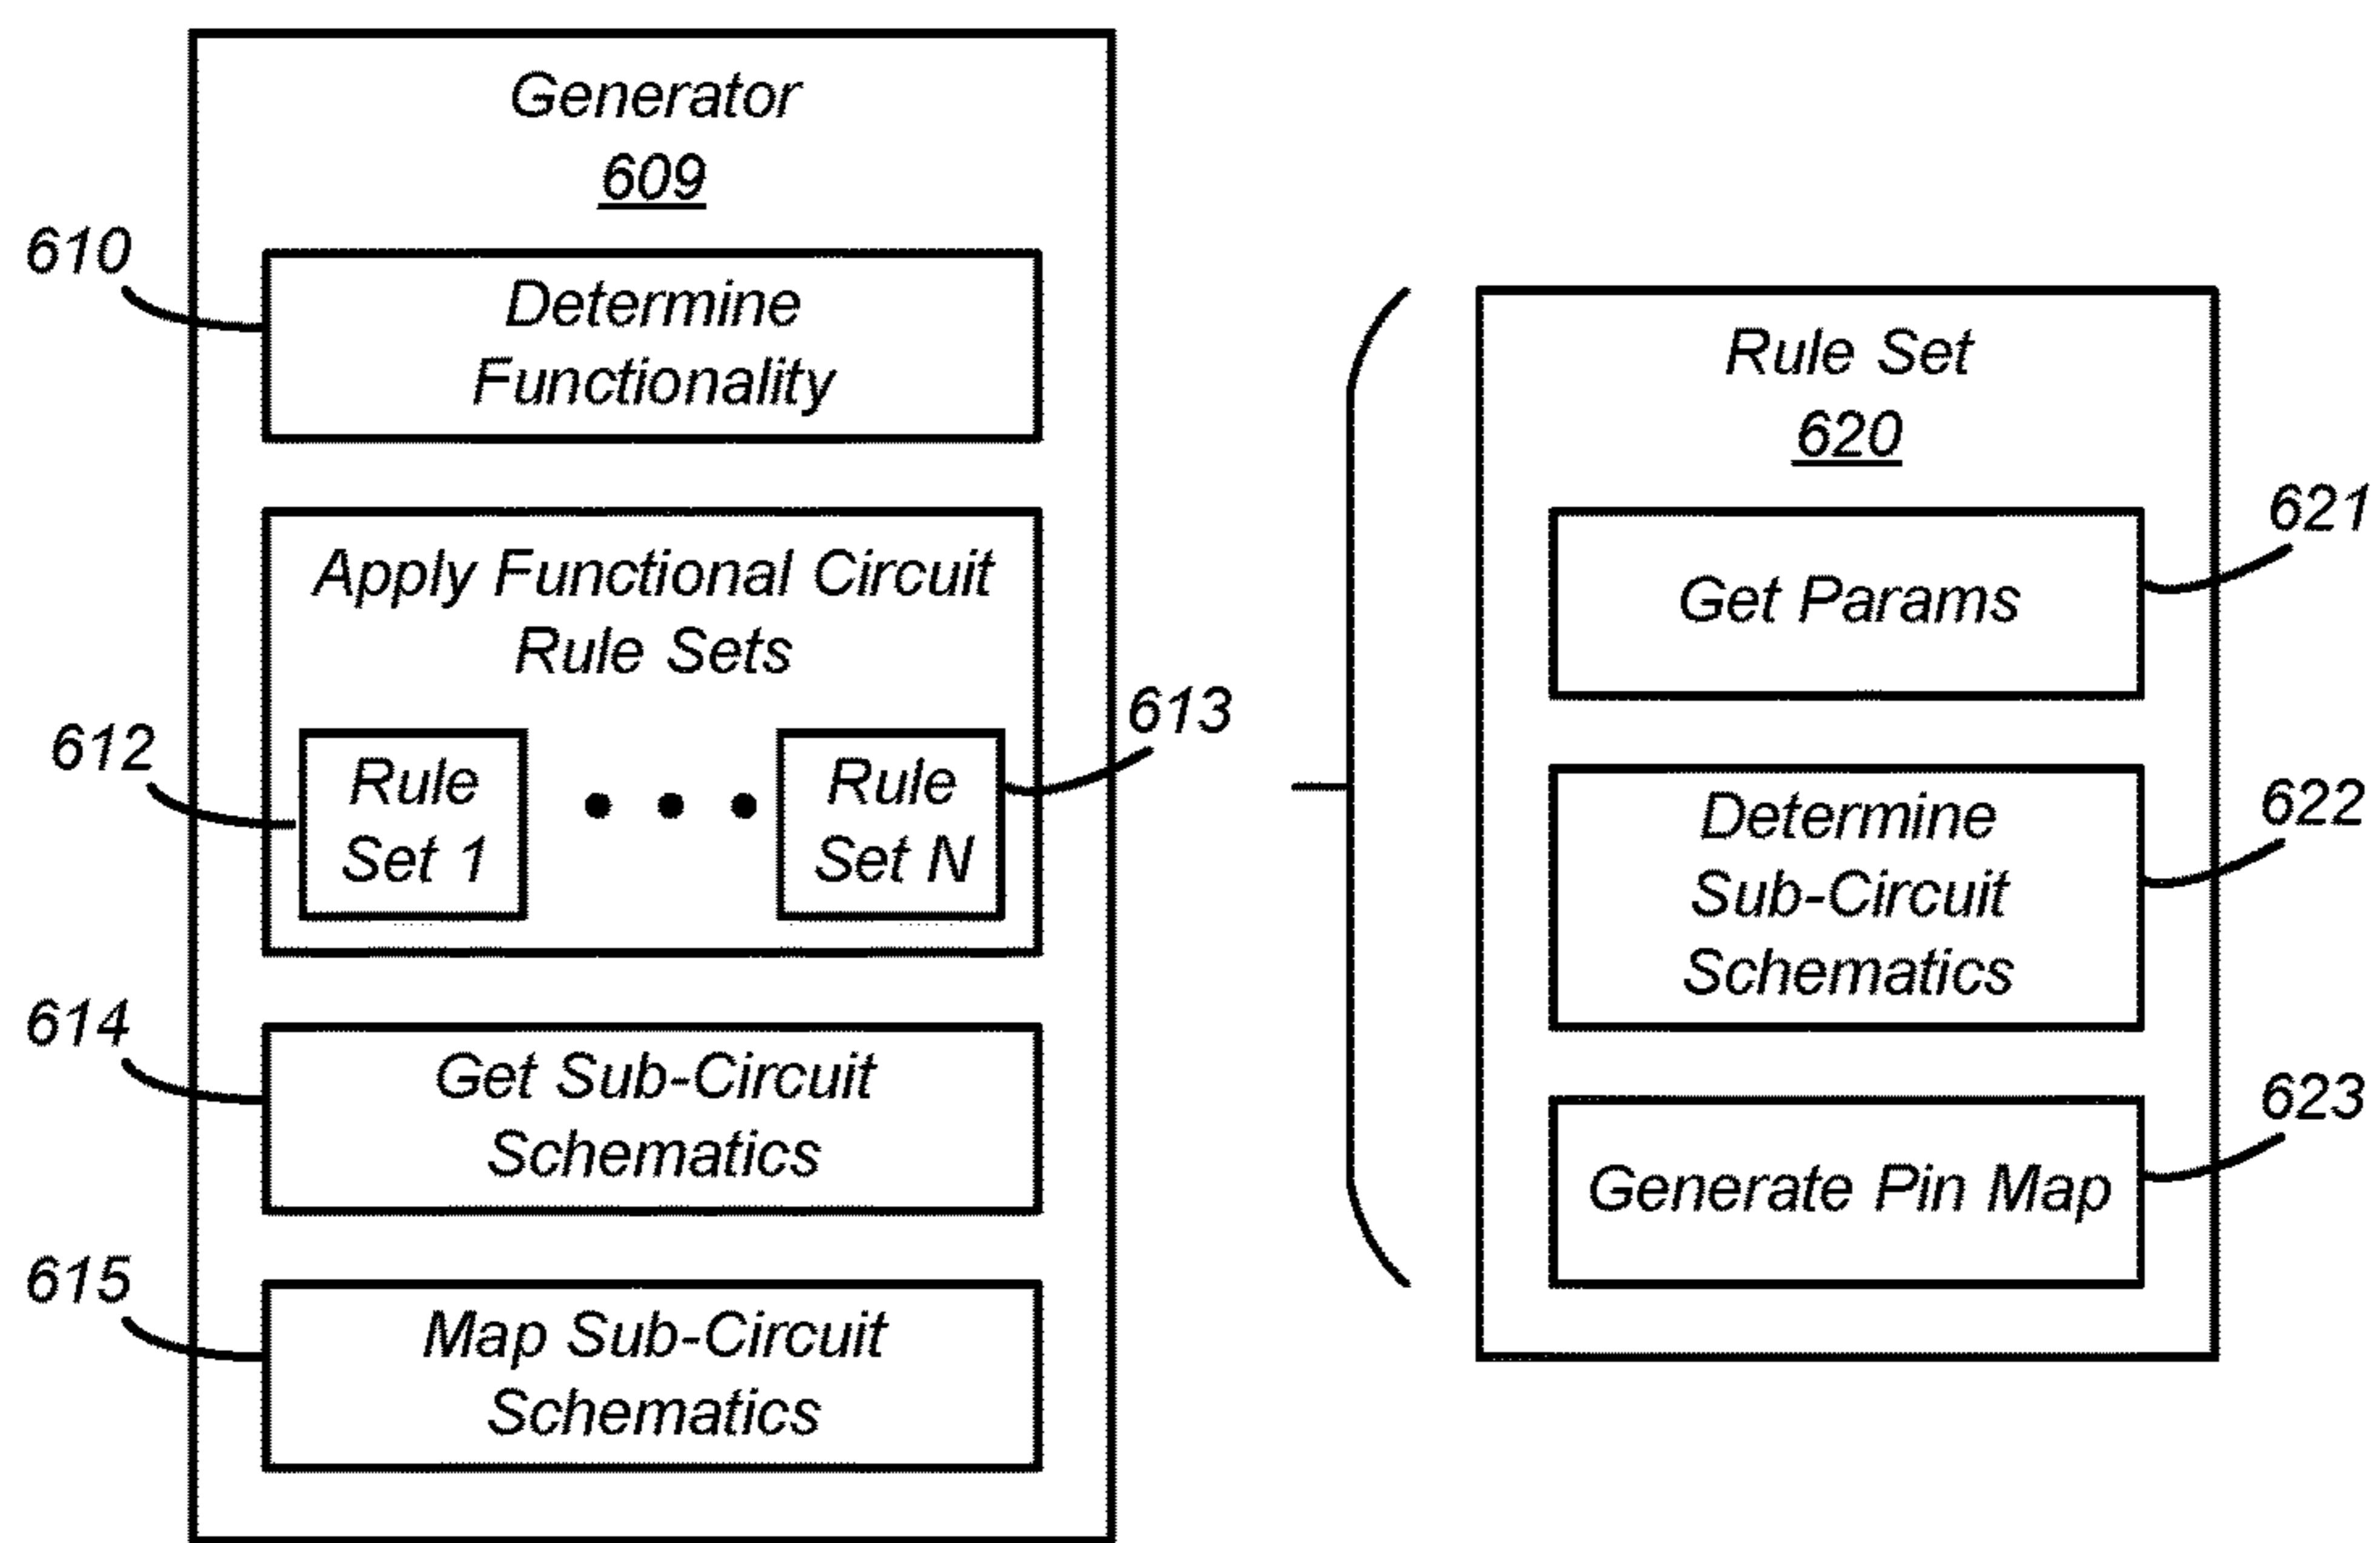 Generator
609
610
Determine
Functionality
Apply Functional Circuit
Rule Sets
612
Rule
Set 1
Rule
Set N
613
614
Get Sub-Circuit
Schematics
615
Map Sub-Circuit
Schematics
Rule Set
620
621
Get Params
622
Determine
Sub-Circuit
Schematics
623
Generate Pin Map